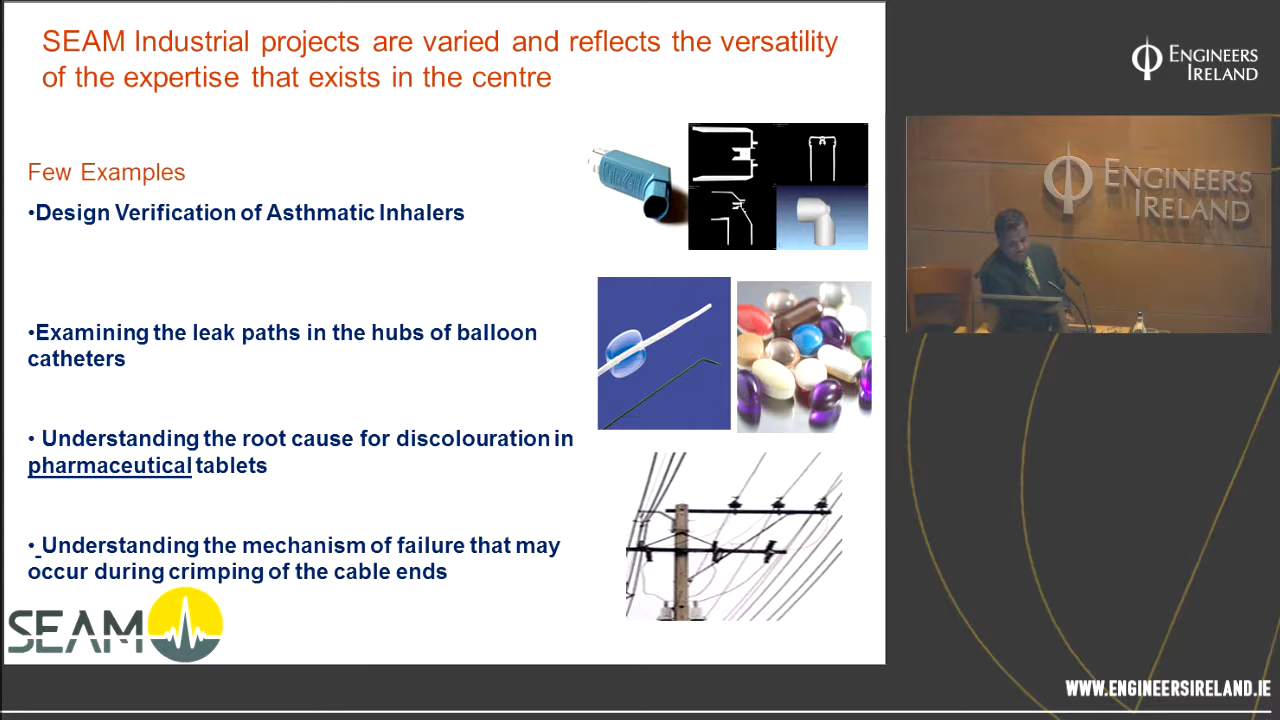 SEAM Industrial projects are varied and reflects the versatility
of the expertise that exists in the centre
Few Examples
•Design Verification of Asthmatic Inhalers
•Examining the leak paths in the hubs of balloon
catheters
• Understanding the root cause for discolouration in
pharmaceutical tablets
• Understanding the mechanism of failure that may
occur during crimping of the cable ends
SEAM
ENGINEERS
IRELAND
ENGINEERS
IRELAND
WWW.ENGINEERSIRELAND.IE